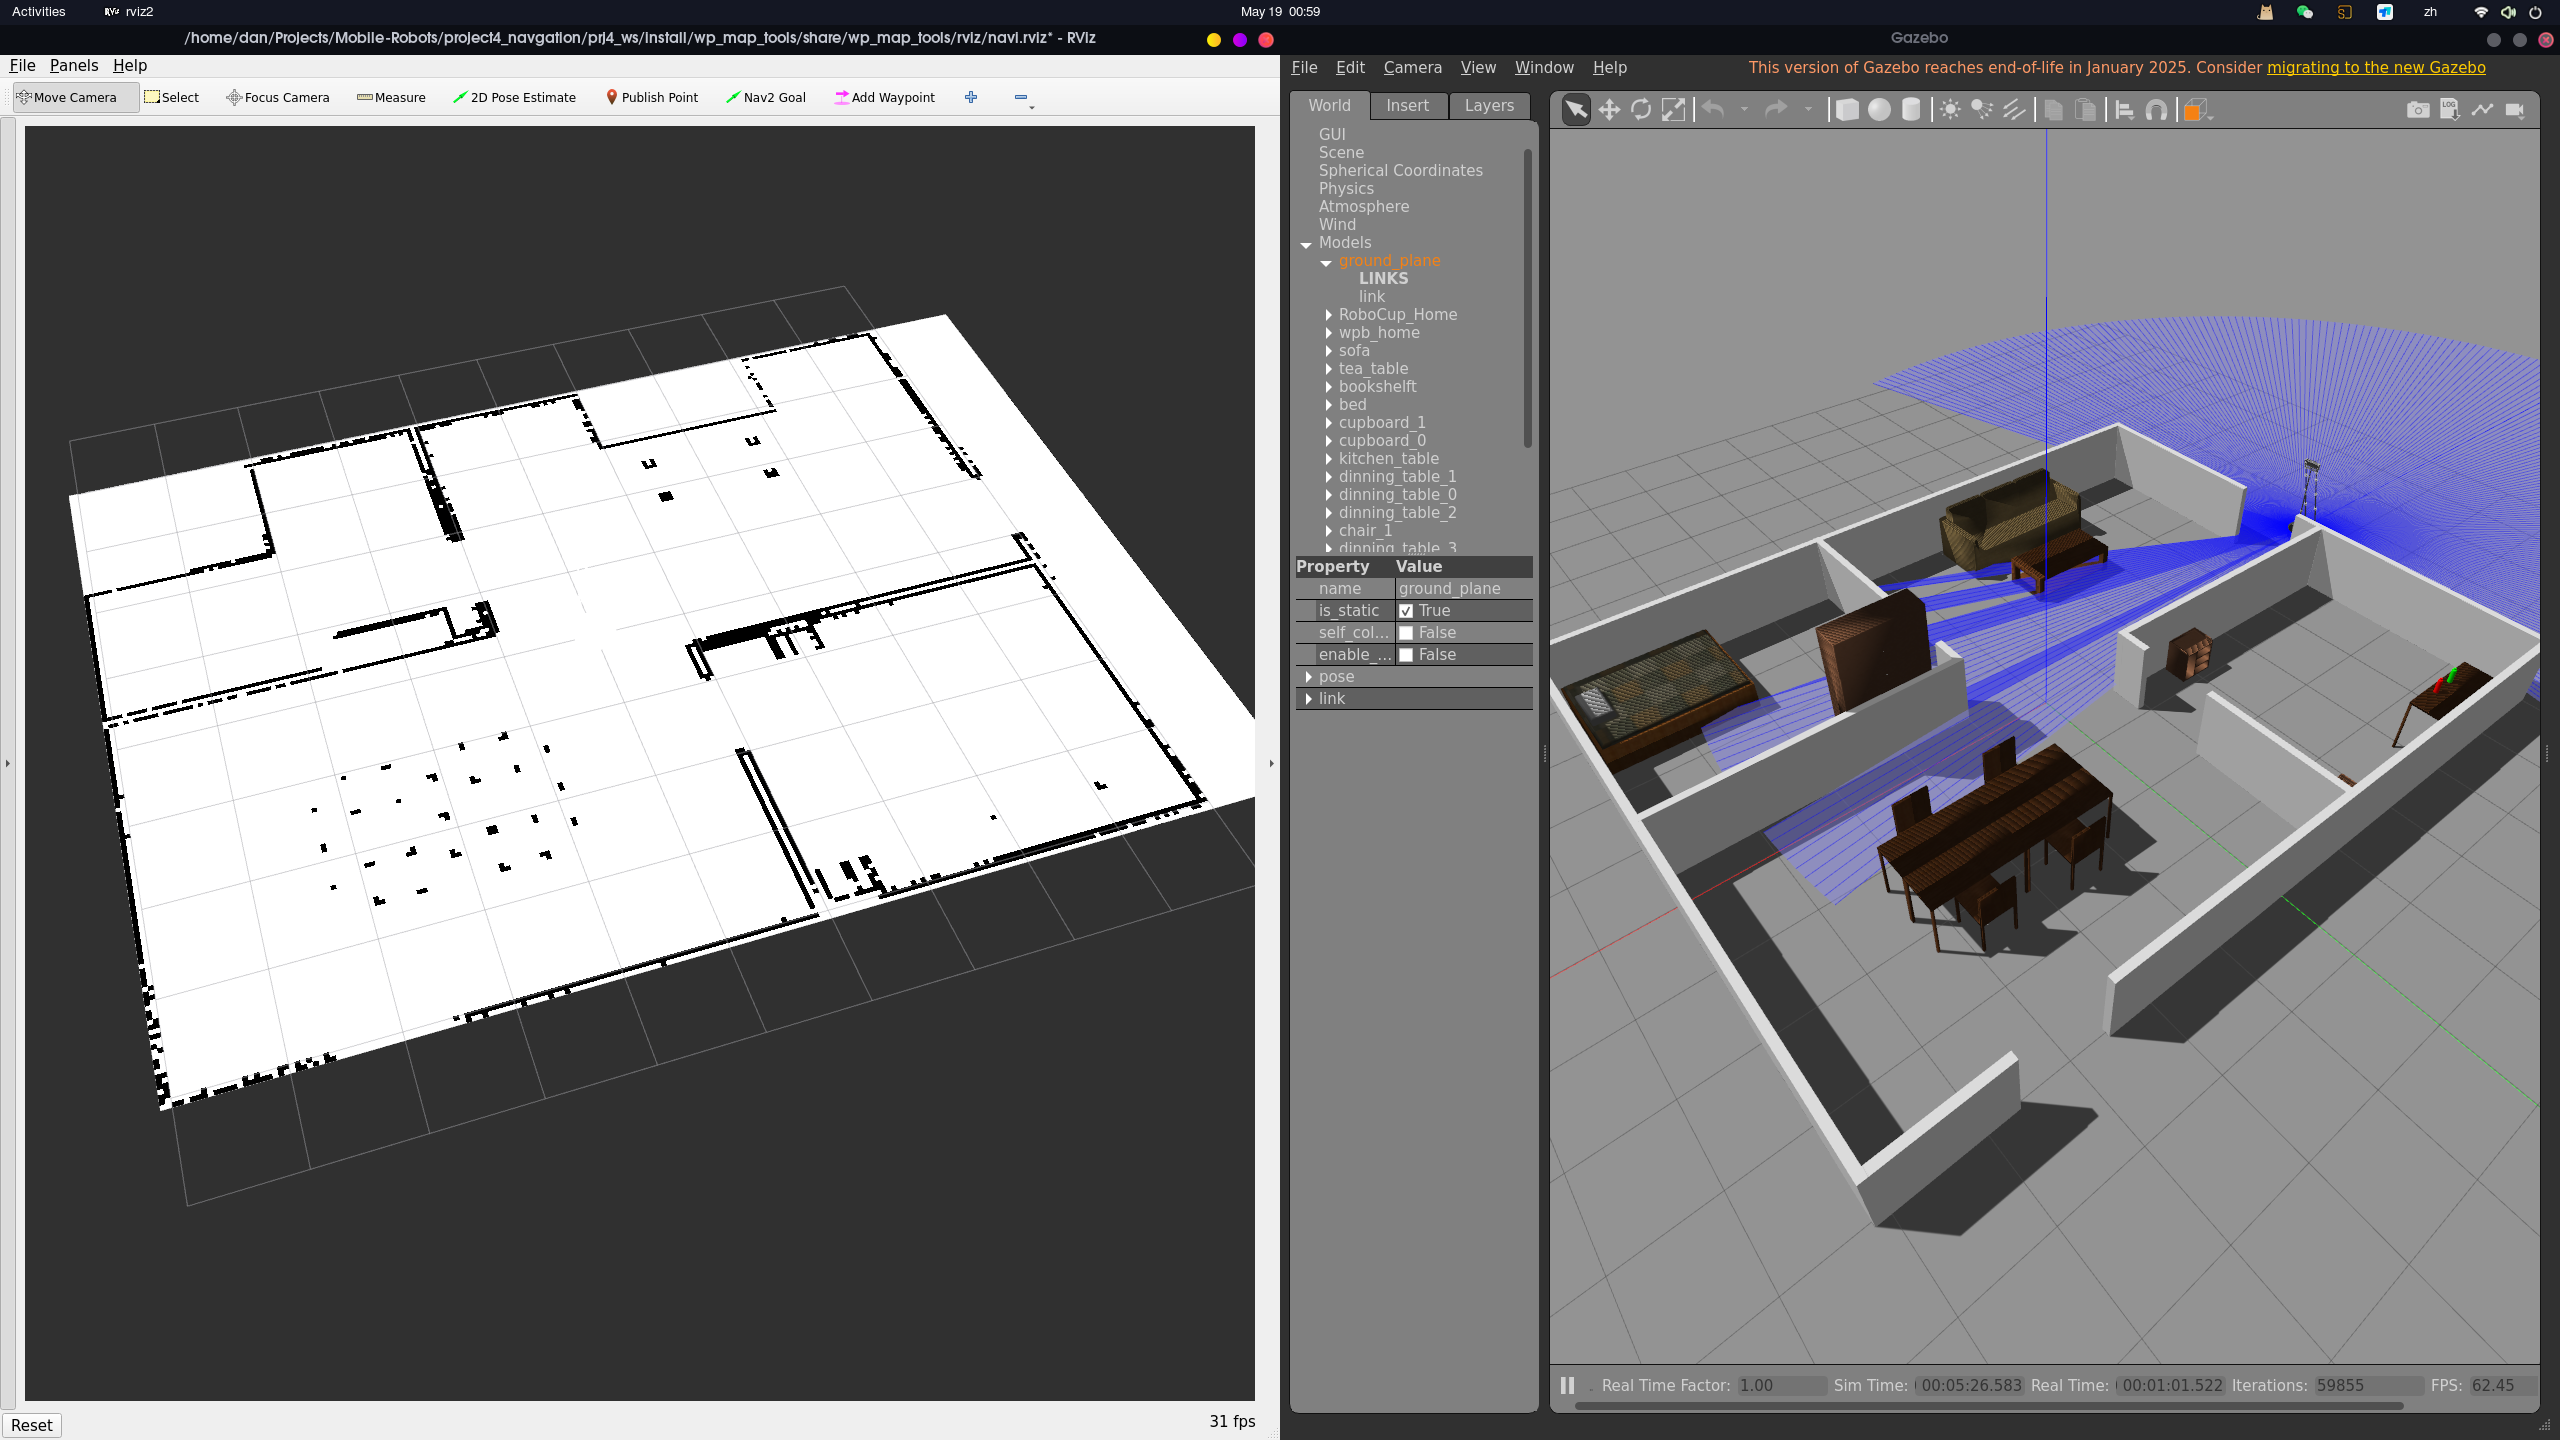 Activities
rviz2
May 19 00:59
zh
/home/dan/Projects/Mobile-Robots/project4_navgation/prj4_ws/install/wp_map_tools/share/wp_map_tools/rviz/navi.rviz* - RViz
File Panels Help
Move Camera Select Focus Camera Measure 2D Pose Estimate Publish Point Nav2 Goal Add Waypoint
Reset
31 fps
Gazebo
File Edit Camera View Window Help
This version of Gazebo reaches end-of-life in January 2025. Consider migrating to the new Gazebo
World Insert Layers
GUI
Scene
Spherical Coordinates
Physics
Atmosphere
Wind
Models
ground_plane
LINKS
link
RoboCup_Home
wpb_home
sofa
tea_table
bookshelft
bed
cupboard_1
cupboard_0
kitchen_table
dinning_table_1
dinning_table_0
dinning_table_2
chair_1
dinning_table_3
Property Value
name ground_plane
is_static True
self_col... False
enable_... False
pose
link
LOG
Real Time Factor: 1.00 Sim Time: 00:05:26.583 Real Time: 00:01:01.522 Iterations: 59855 FPS: 62.45